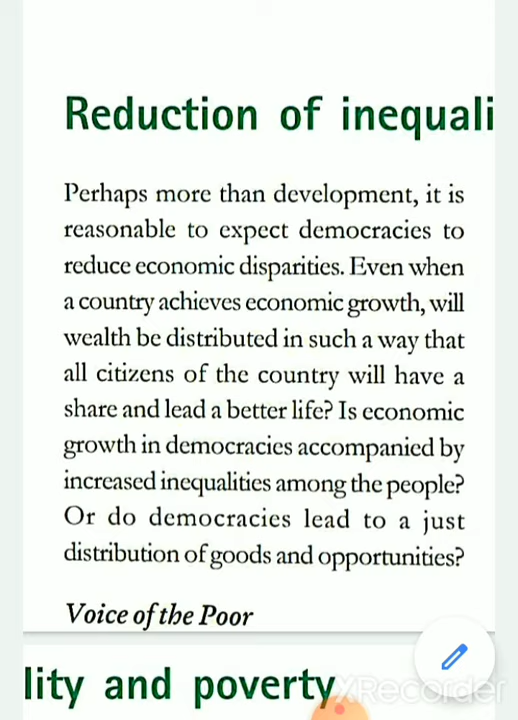 Reduction of inequali
Perhaps more than development, it is
reasonable to expect democracies to
reduce economic disparities. Even when
a country achieves economic growth, will
wealth be distributed in such a way that
all citizens of the country will have a
share and lead a better life? Is economic
growth in democracies accompanied by
increased inequalities among the people?
Or do democracies lead to a just
distribution of goods and opportunities?
Voice of the Poor
lity and poverty
XRecorder